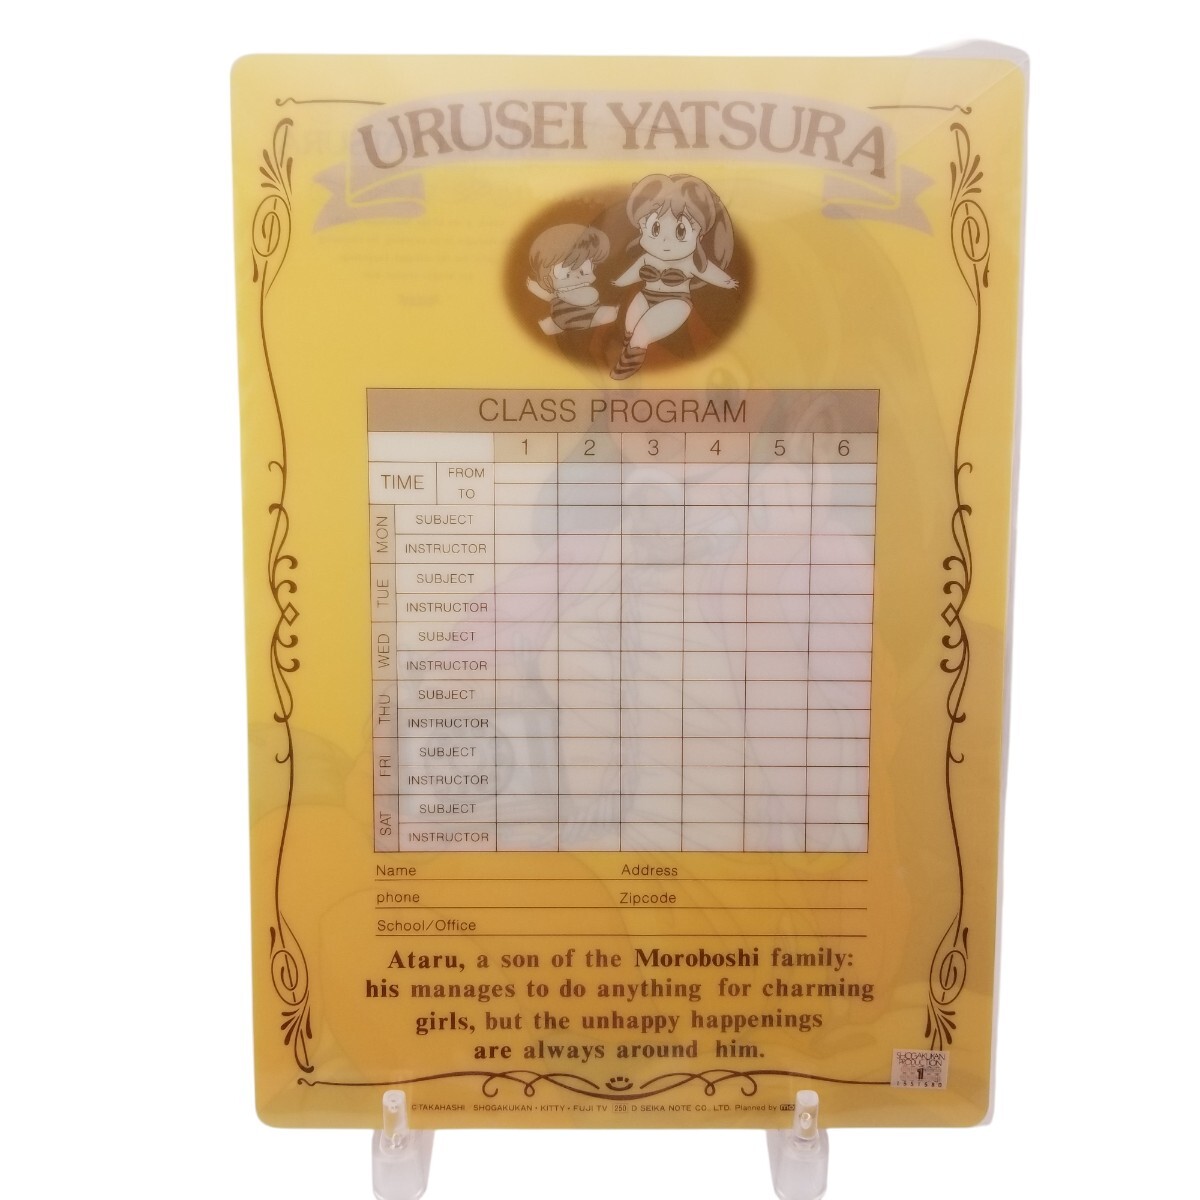 URUSEI YATSURA
CLASS PROGRAM
1 2 3 4 5 6
TIME FROM
TO
MON SUBJECT
INSTRUCTOR
TUE SUBJECT
INSTRUCTOR
WED SUBJECT
INSTRUCTOR
THU SUBJECT
INSTRUCTOR
FRI SUBJECT
INSTRUCTOR
SAT SUBJECT
INSTRUCTOR
Name Address
phone Zipcode
School/Office
Ataru, a son of the Moroboshi family:
his manages to do anything for charming
girls, but the unhappy happenings
are always around him.
SHOGAKUKAN
PRODUCTION
©TAKAHASHI SHOGAKUKAN・KITTY・FUJI TV 250 D SEIKA NOTE CO., LTD. Planned by